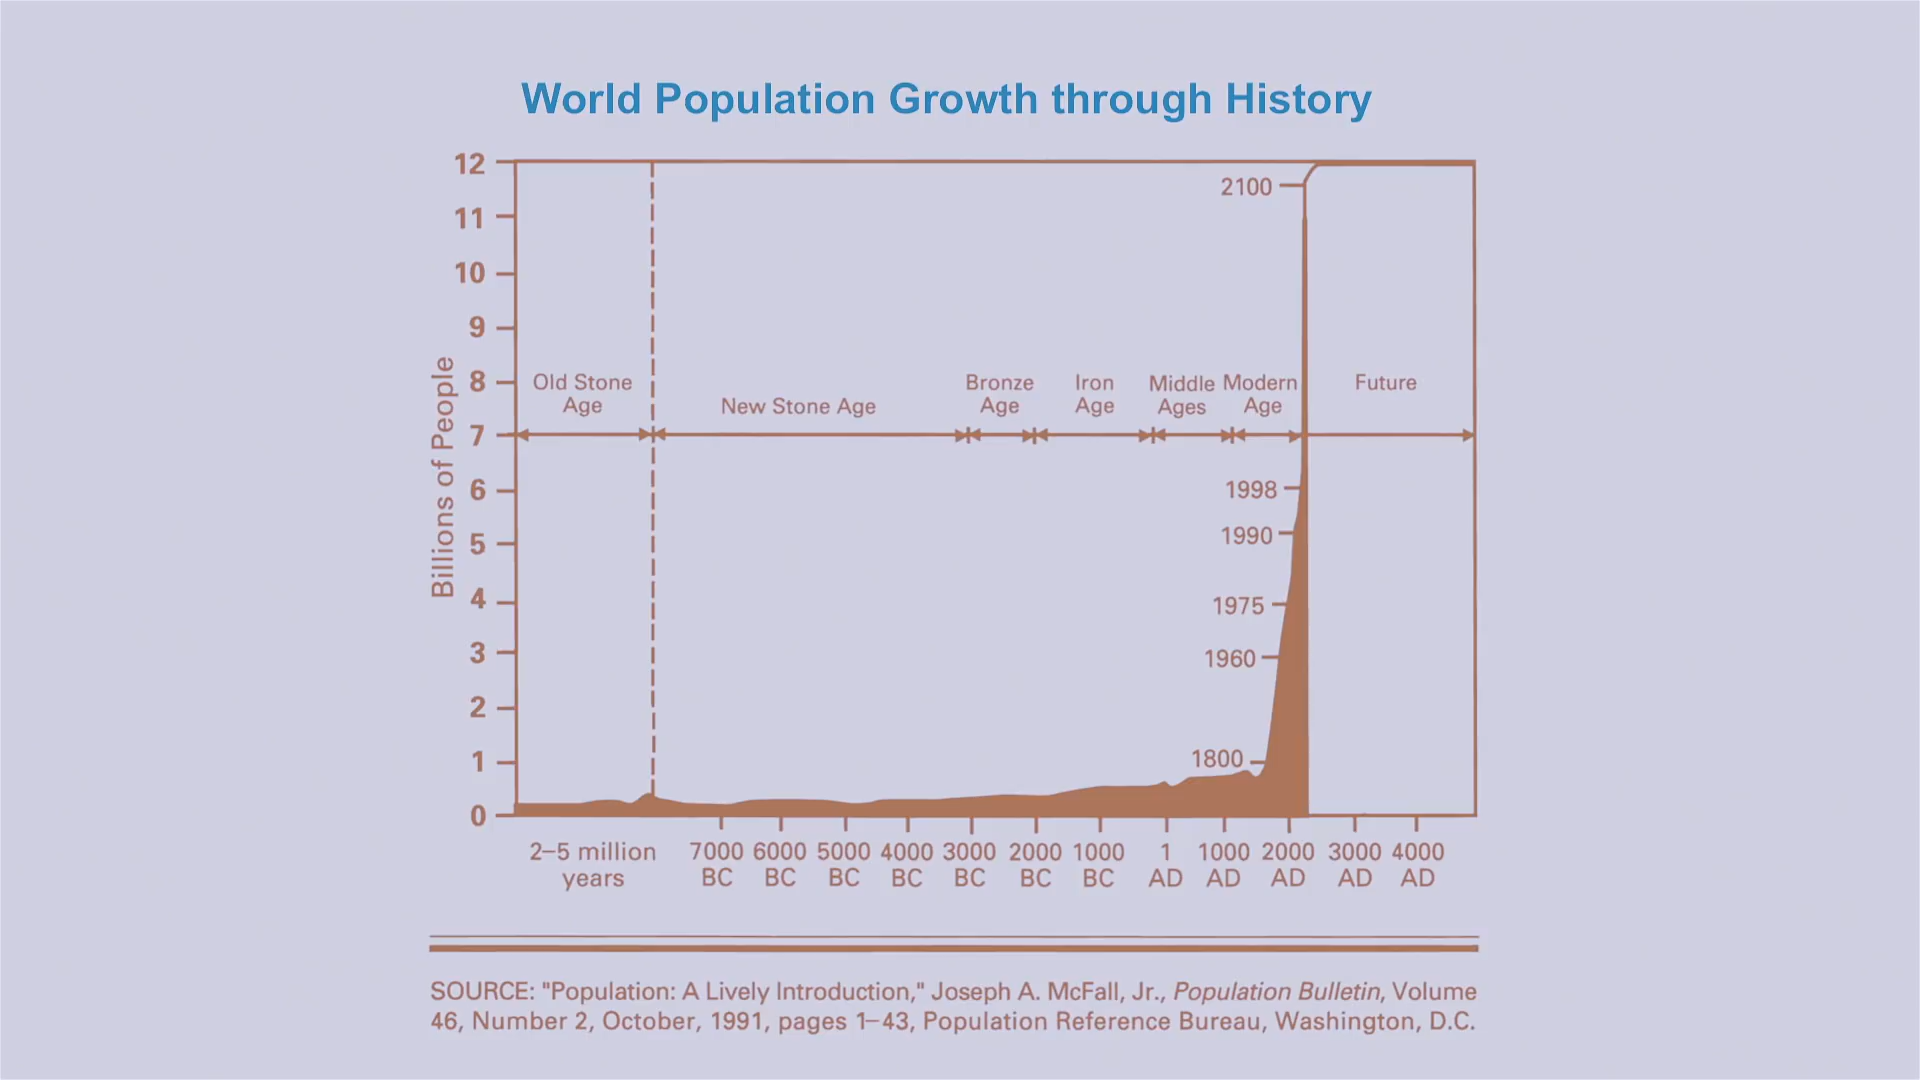 World Population Growth through History
12
11
10
9
8
7
6
5
4
3
2
1
0
Billions of People
Old Stone
Age
New Stone Age
Bronze
Age
Iron
Age
Middle
Ages
Modern
Age
Future
2100
1998
1990
1975
1960
1800
2–5 million
years
7000
BC
6000
BC
5000
BC
4000
BC
3000
BC
2000
BC
1000
BC
1
AD
1000
AD
2000
AD
3000
AD
4000
AD
SOURCE: "Population: A Lively Introduction," Joseph A. McFall, Jr., Population Bulletin, Volume
46, Number 2, October, 1991, pages 1–43, Population Reference Bureau, Washington, D.C.